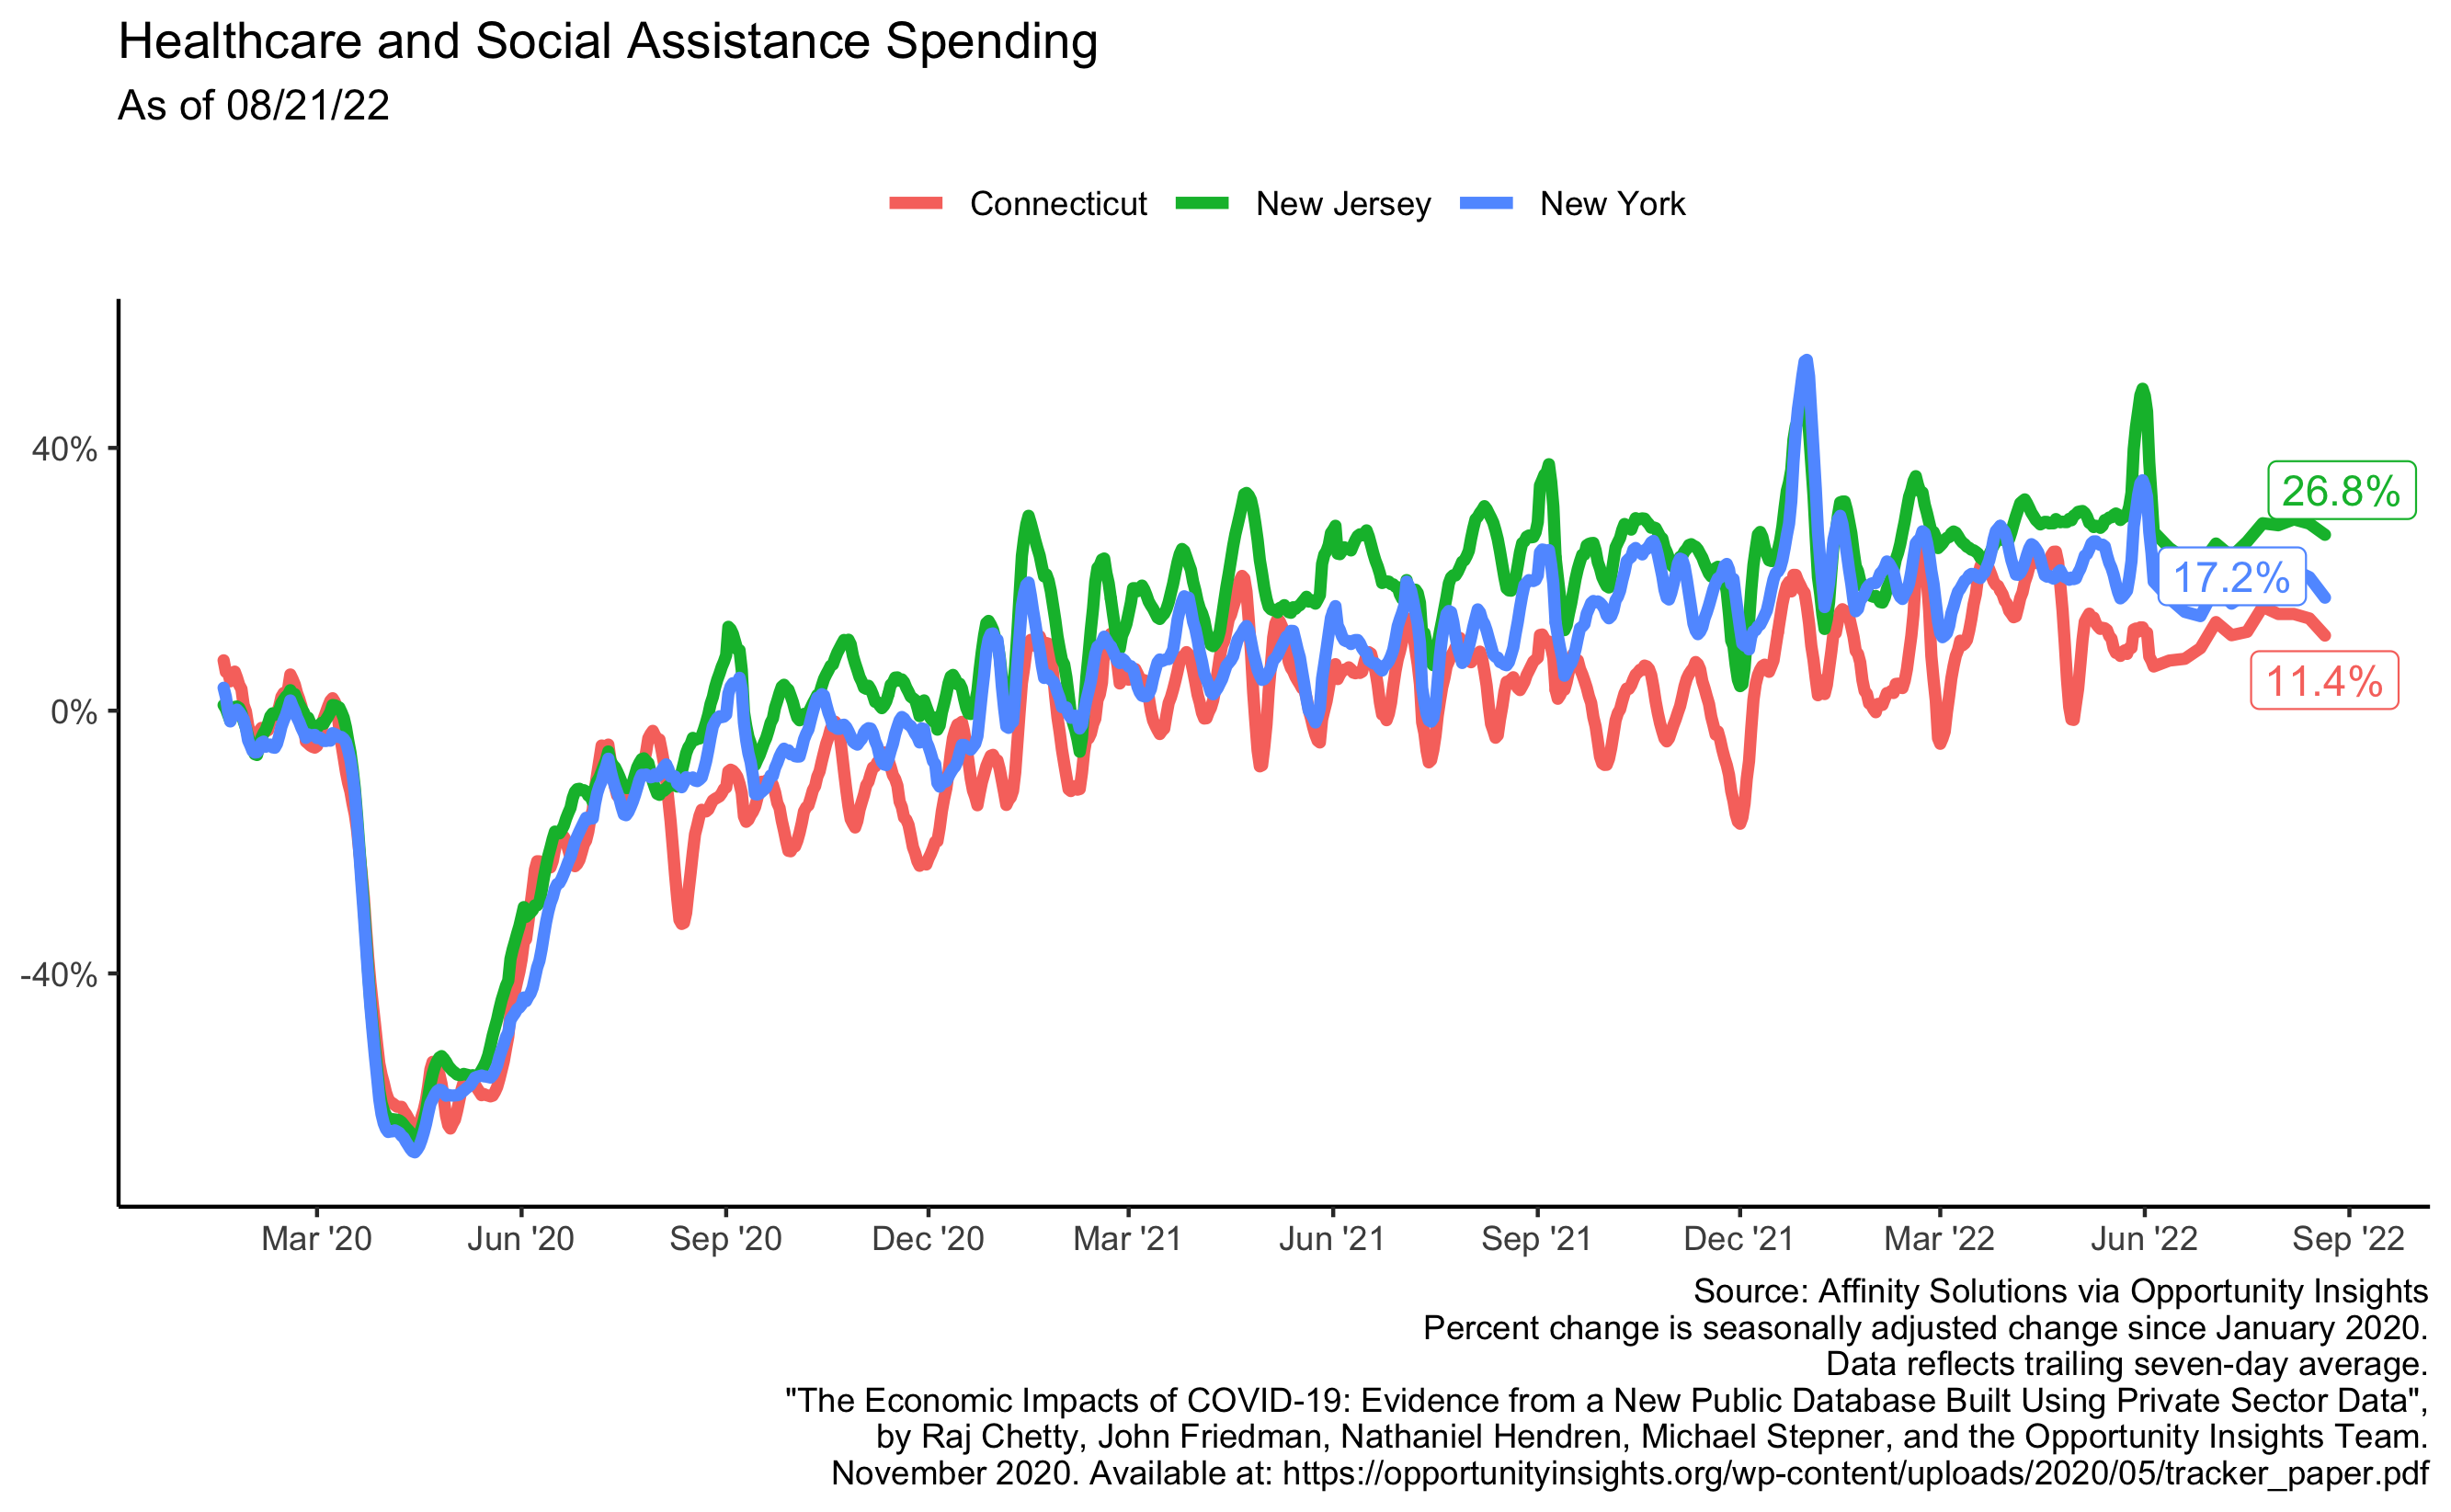 Healthcare and Social Assistance Spending
As of 08/21/22
Connecticut New Jersey New York
40%
0%
-40%
26.8%
17.2%
11.4%
Mar '20 Jun '20 Sep '20 Dec '20 Mar '21 Jun '21 Sep '21 Dec '21 Mar '22 Jun '22 Sep '22
Source: Affinity Solutions via Opportunity Insights
Percent change is seasonally adjusted change since January 2020.
Data reflects trailing seven-day average.
"The Economic Impacts of COVID-19: Evidence from a New Public Database Built Using Private Sector Data",
by Raj Chetty, John Friedman, Nathaniel Hendren, Michael Stepner, and the Opportunity Insights Team.
November 2020. Available at: https://opportunityinsights.org/wp-content/uploads/2020/05/tracker_paper.pdf